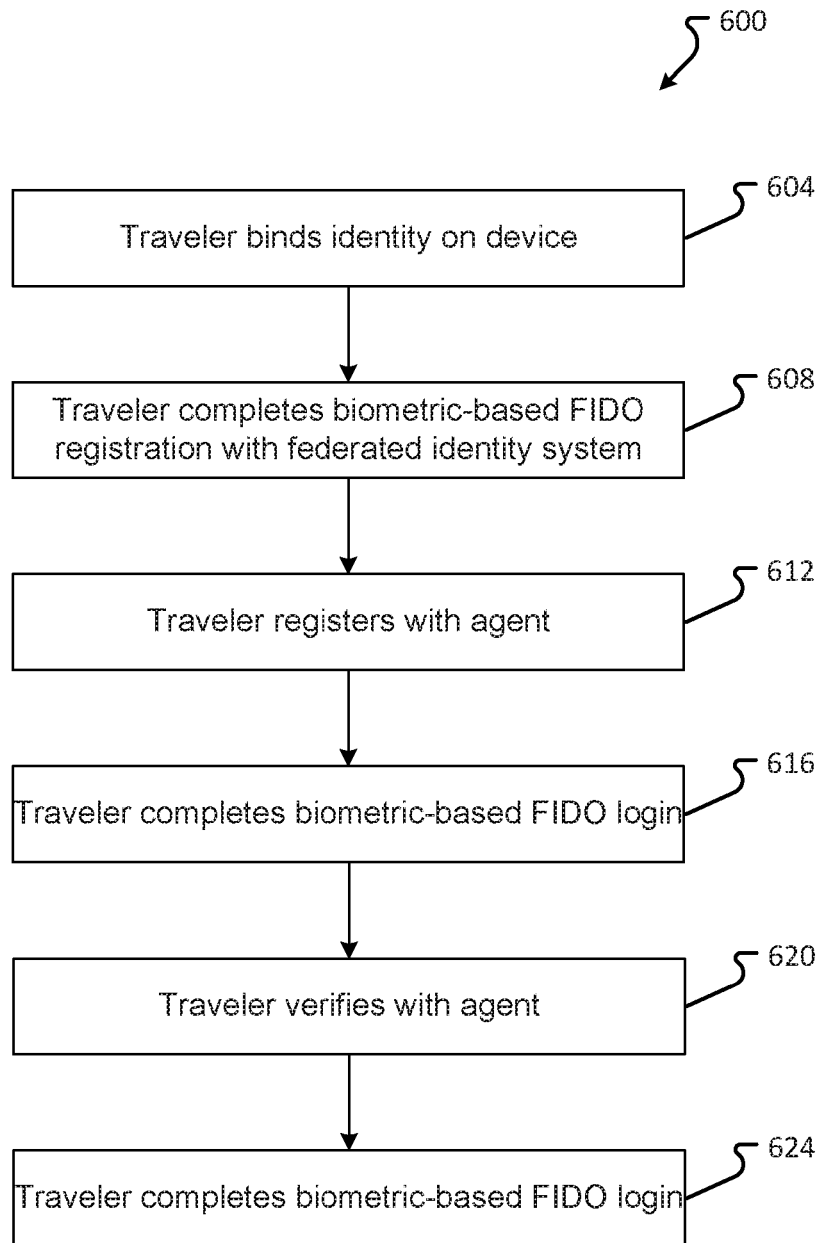 600
604
Traveler binds identity on device
608
Traveler completes biometric-based FIDO
registration with federated identity system
612
Traveler registers with agent
616
Traveler completes biometric-based FIDO login
620
Traveler verifies with agent
624
Traveler completes biometric-based FIDO login